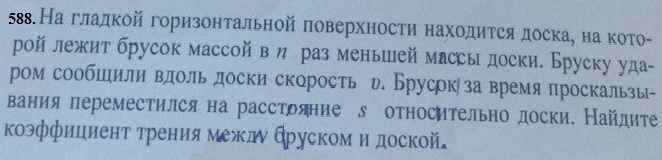 588. На гладкой горизонтальной поверхности находится доска, на кото-
рой лежит брусок массой в n раз меньшей массы доски. Бруску уда-
ром сообщили вдоль доски скорость υ. Брусок за время проскальзы-
вания переместился на расстояние s относительно доски. Найдите
коэффициент трения между бруском и доской.